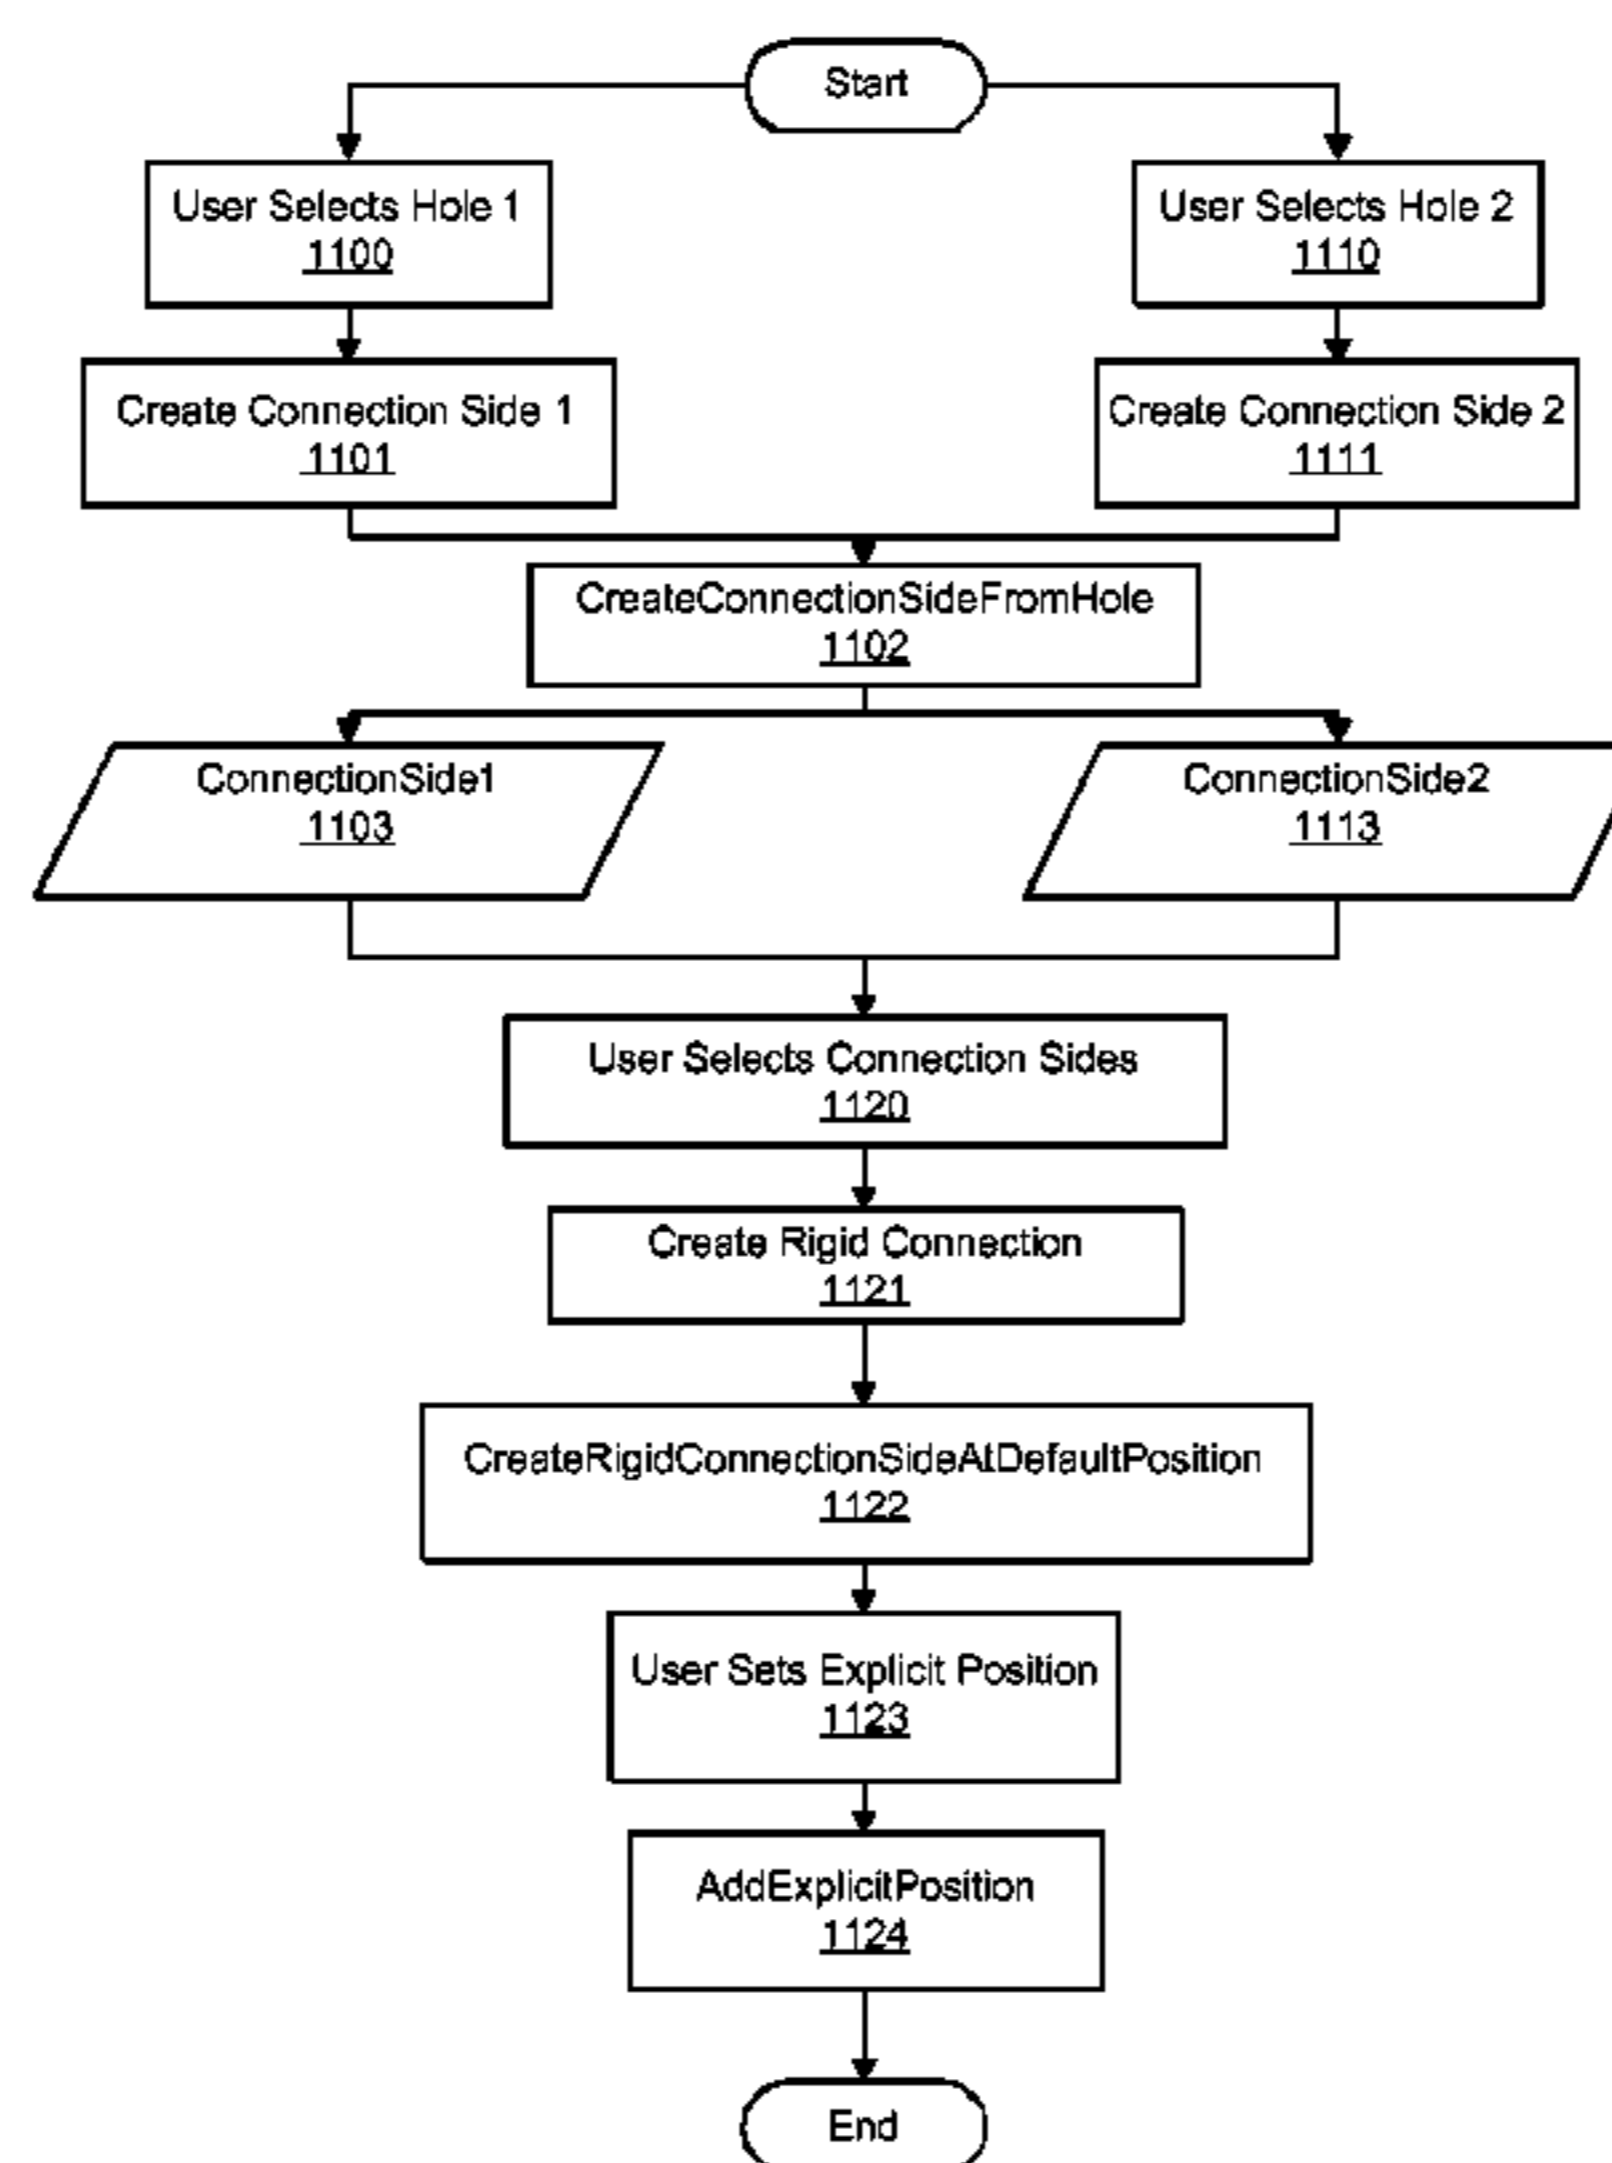 Start
User Selects Hole 1
1100
User Selects Hole 2
1110
Create Connection Side 1
1101
Create Connection Side 2
1111
CreateConnectionSideFromHole
1102
ConnectionSide1
1103
ConnectionSide2
1113
User Selects Connection Sides
1120
Create Rigid Connection
1121
CreateRigidConnectionSideAtDefaultPosition
1122
User Sets Explicit Position
1123
AddExplicitPosition
1124
End